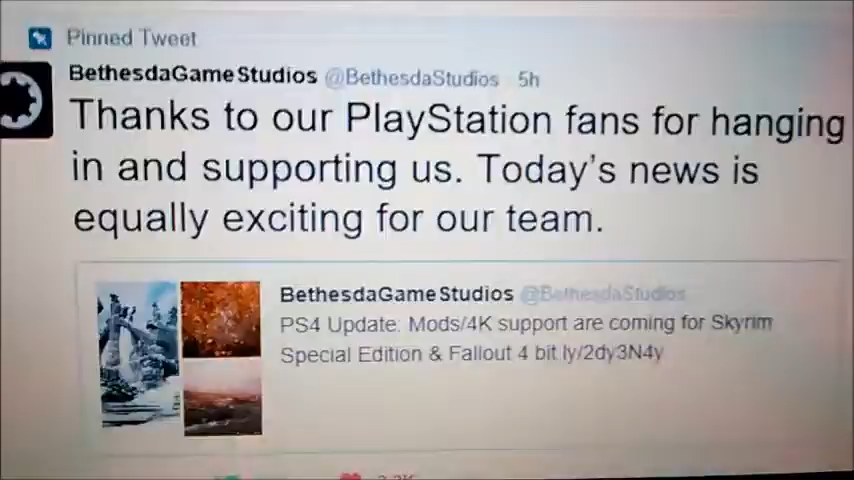 Pinned Tweet
BethesdaGameStudios @BethesdaStudios · 5h
Thanks to our PlayStation fans for hanging
in and supporting us. Today's news is
equally exciting for our team.
BethesdaGameStudios @BethesdaStudios
PS4 Update: Mods/4K support are coming for Skyrim
Special Edition & Fallout 4 bit.ly/2dy3N4y